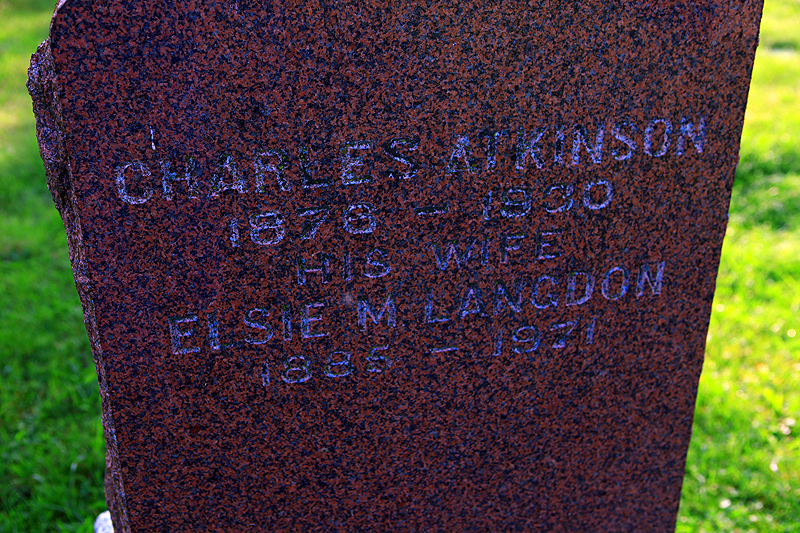 CHARLES ATKINSON
1878 – 1930
HIS WIFE
ELSIE M LANGDON
1885 – 1971